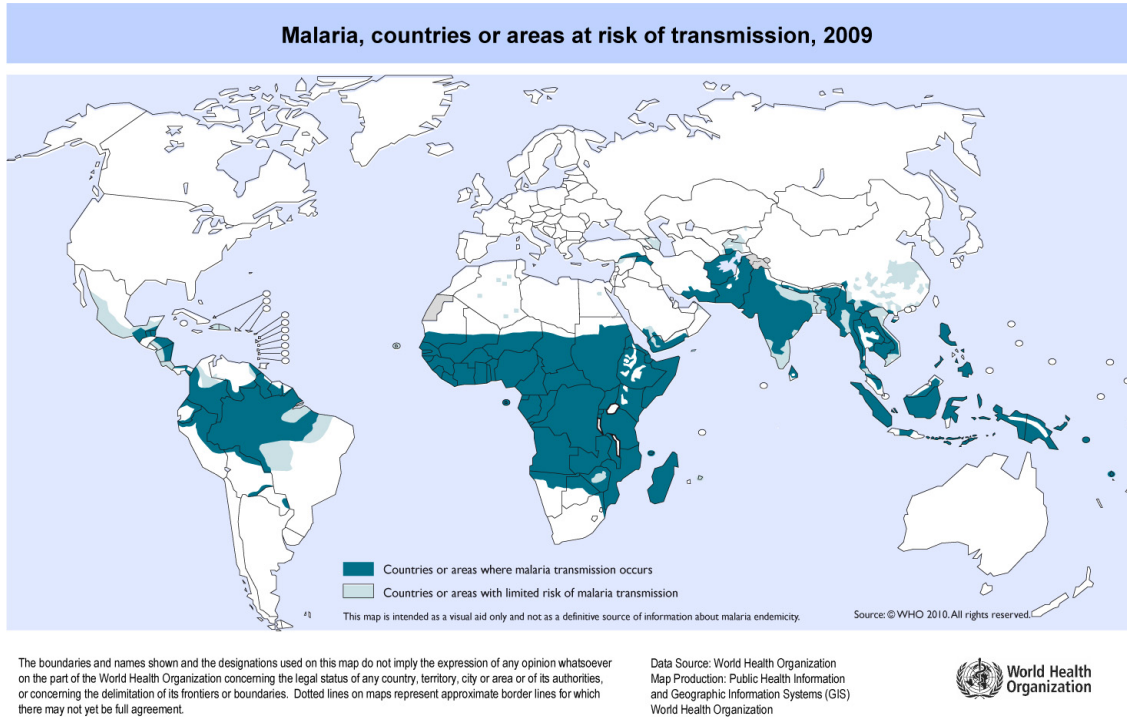 Malaria, countries or areas at risk of transmission, 2009
Countries or areas where malaria transmission occurs
Countries or areas with limited risk of malaria transmission
This map is intended as a visual aid only and not as a definitive source of information about malaria endemicity.
Source: © WHO 2010. All rights reserved.
The boundaries and names shown and the designations used on this map do not imply the expression of any opinion whatsoever
on the part of the World Health Organization concerning the legal status of any country, territory, city or area or of its authorities,
or concerning the delimitation of its frontiers or boundaries. Dotted lines on maps represent approximate border lines for which
there may not yet be full agreement.
Data Source: World Health Organization
Map Production: Public Health Information
and Geographic Information Systems (GIS)
World Health Organization
World Health
Organization